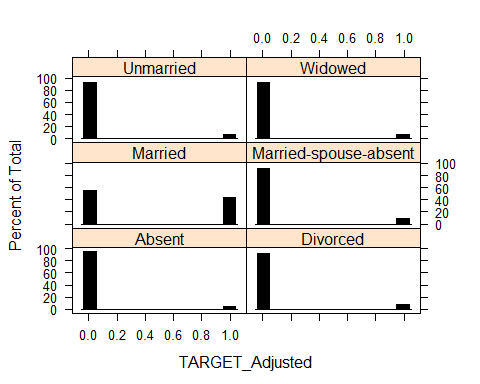 0.0 0.2 0.4 0.6 0.8 1.0
Unmarried Widowed
100
80
60
40
20
0
Married Married-spouse-absent
100
80
60
40
20
0
Absent Divorced
100
80
60
40
20
0
0.0 0.2 0.4 0.6 0.8 1.0
Percent of Total
TARGET_Adjusted